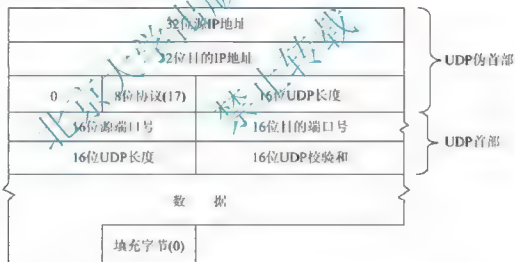 32位源IP地址
32位目的IP地址
UDP伪首部
0 8位协议(17) 16位UDP长度
16位源端口号 16位目的端口号
UDP首部
16位UDP长度 16位UDP校验和
数 据
填充字节(0)
禁止转载